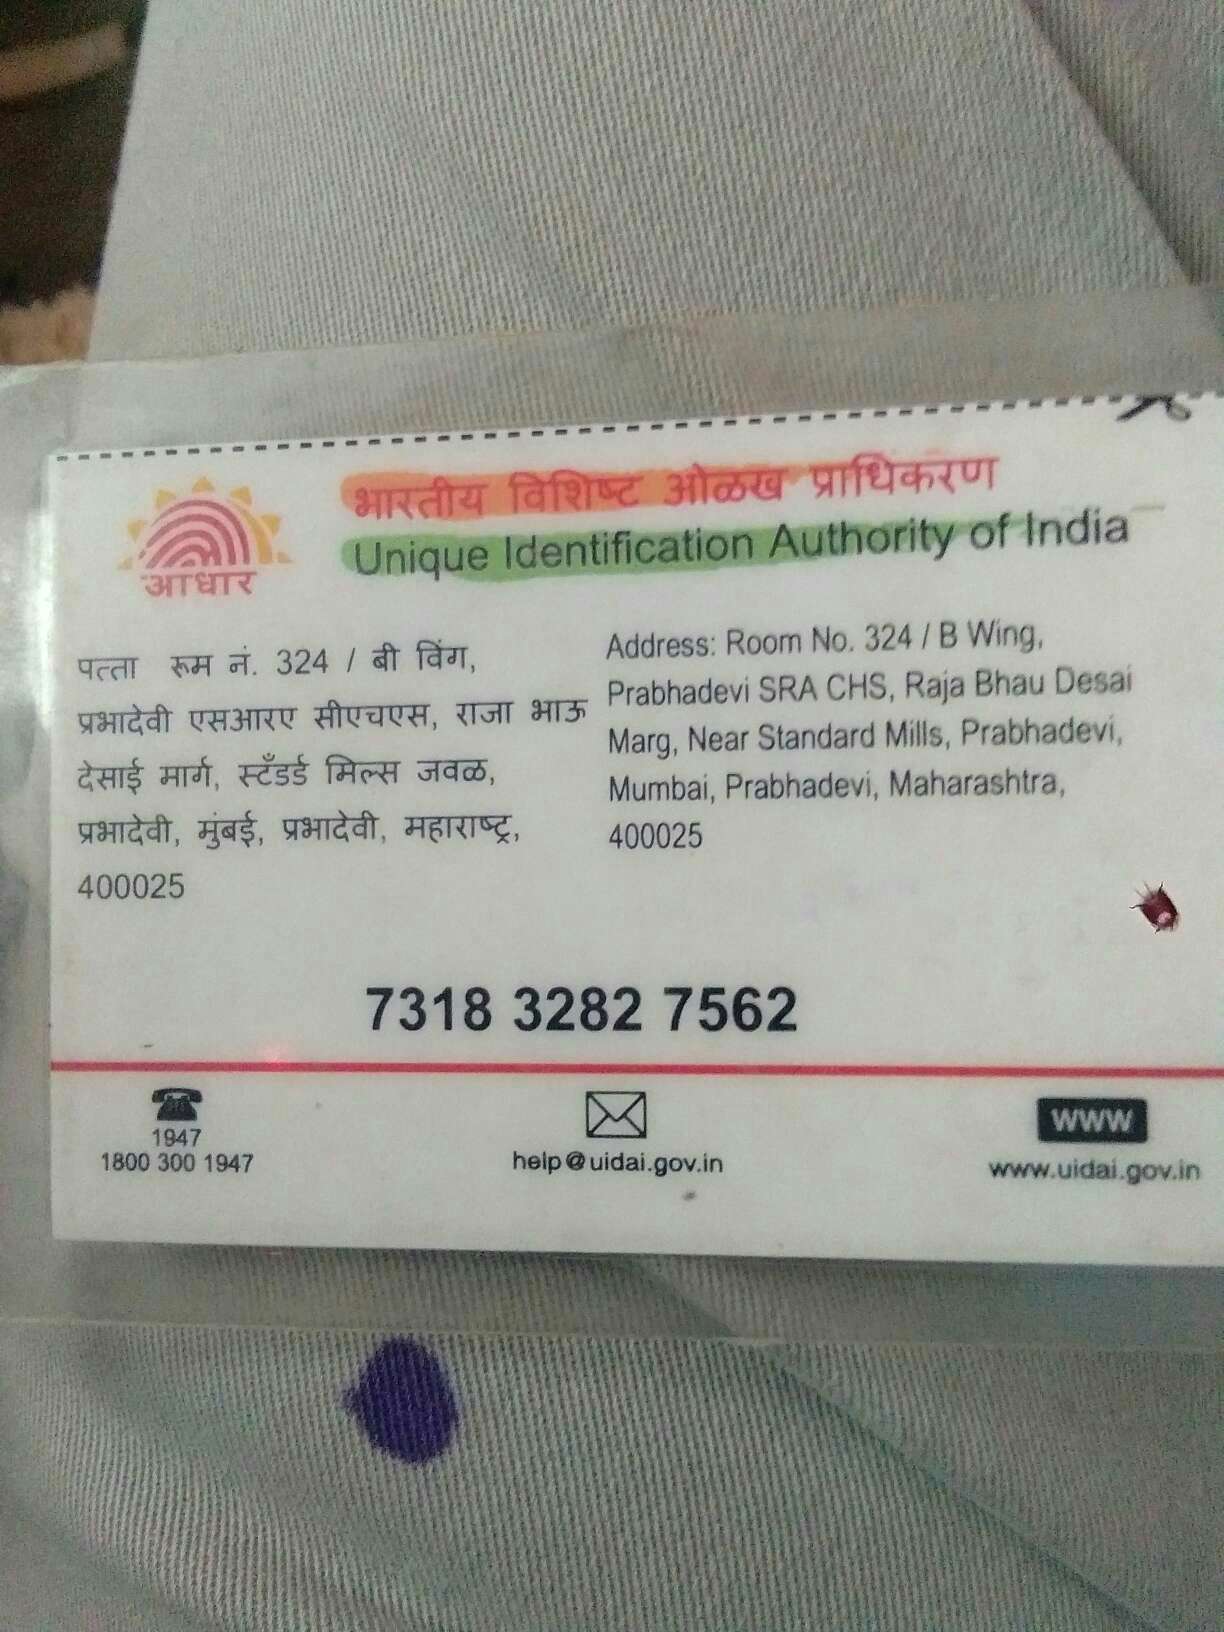 भारतीय विशिष्ट ओळख प्राधिकरण
Unique Identification Authority of India
आधार
पत्ता रूम नं. 324 / बी विंग,
प्रभादेवी एसआरए सीएचएस, राजा भाऊ
देसाई मार्ग, स्टँडर्ड मिल्स जवळ,
प्रभादेवी, मुंबई, प्रभादेवी, महाराष्ट्र,
400025
Address: Room No. 324 / B Wing,
Prabhadevi SRA CHS, Raja Bhau Desai
Marg, Near Standard Mills, Prabhadevi,
Mumbai, Prabhadevi, Maharashtra,
400025
7318 3282 7562
1947
1800 300 1947
help@uidai.gov.in
www
www.uidai.gov.in